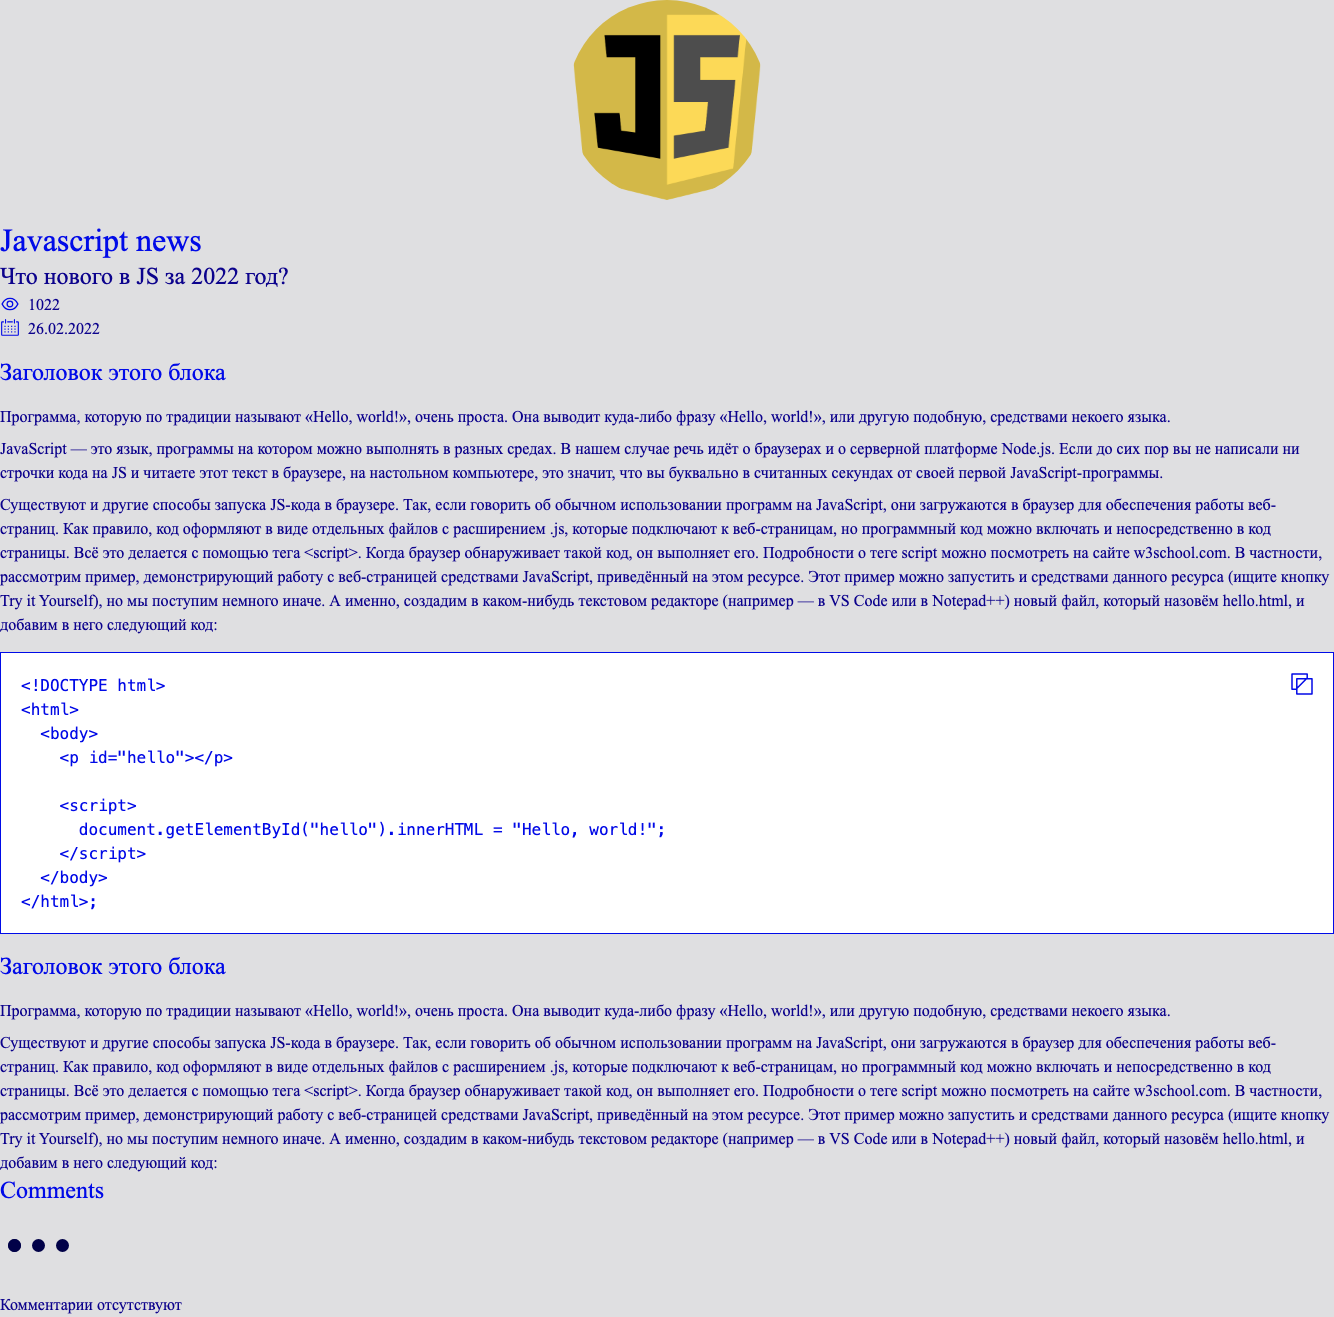 JS
Javascript news
Что нового в JS за 2022 год?
1022
26.02.2022
Заголовок этого блока
Программа, которую по традиции называют «Hello, world!», очень проста. Она выводит куда-либо фразу «Hello, world!», или другую подобную, средствами некоего языка.
JavaScript — это язык, программы на котором можно выполнять в разных средах. В нашем случае речь идёт о браузерах и о серверной платформе Node.js. Если до сих пор вы не написали ни
строчки кода на JS и читаете этот текст в браузере, на настольном компьютере, это значит, что вы буквально в считанных секундах от своей первой JavaScript-программы.
Существуют и другие способы запуска JS-кода в браузере. Так, если говорить об обычном использовании программ на JavaScript, они загружаются в браузер для обеспечения работы веб-
страниц. Как правило, код оформляют в виде отдельных файлов с расширением .js, которые подключают к веб-страницам, но программный код можно включать и непосредственно в код
страницы. Всё это делается с помощью тега <script>. Когда браузер обнаруживает такой код, он выполняет его. Подробности о теге script можно посмотреть на сайте w3school.com. В частности,
рассмотрим пример, демонстрирующий работу с веб-страницей средствами JavaScript, приведённый на этом ресурсе. Этот пример можно запустить и средствами данного ресурса (ищите кнопку
Try it Yourself), но мы поступим немного иначе. А именно, создадим в каком-нибудь текстовом редакторе (например — в VS Code или в Notepad++) новый файл, который назовём hello.html, и
добавим в него следующий код:
<!DOCTYPE html>
<html>
  <body>
    <p id="hello"></p>

    <script>
      document.getElementById("hello").innerHTML = "Hello, world!";
    </script>
  </body>
</html>;
Заголовок этого блока
Программа, которую по традиции называют «Hello, world!», очень проста. Она выводит куда-либо фразу «Hello, world!», или другую подобную, средствами некоего языка.
Существуют и другие способы запуска JS-кода в браузере. Так, если говорить об обычном использовании программ на JavaScript, они загружаются в браузер для обеспечения работы веб-
страниц. Как правило, код оформляют в виде отдельных файлов с расширением .js, которые подключают к веб-страницам, но программный код можно включать и непосредственно в код
страницы. Всё это делается с помощью тега <script>. Когда браузер обнаруживает такой код, он выполняет его. Подробности о теге script можно посмотреть на сайте w3school.com. В частности,
рассмотрим пример, демонстрирующий работу с веб-страницей средствами JavaScript, приведённый на этом ресурсе. Этот пример можно запустить и средствами данного ресурса (ищите кнопку
Try it Yourself), но мы поступим немного иначе. А именно, создадим в каком-нибудь текстовом редакторе (например — в VS Code или в Notepad++) новый файл, который назовём hello.html, и
добавим в него следующий код:
Comments
Комментарии отсутствуют